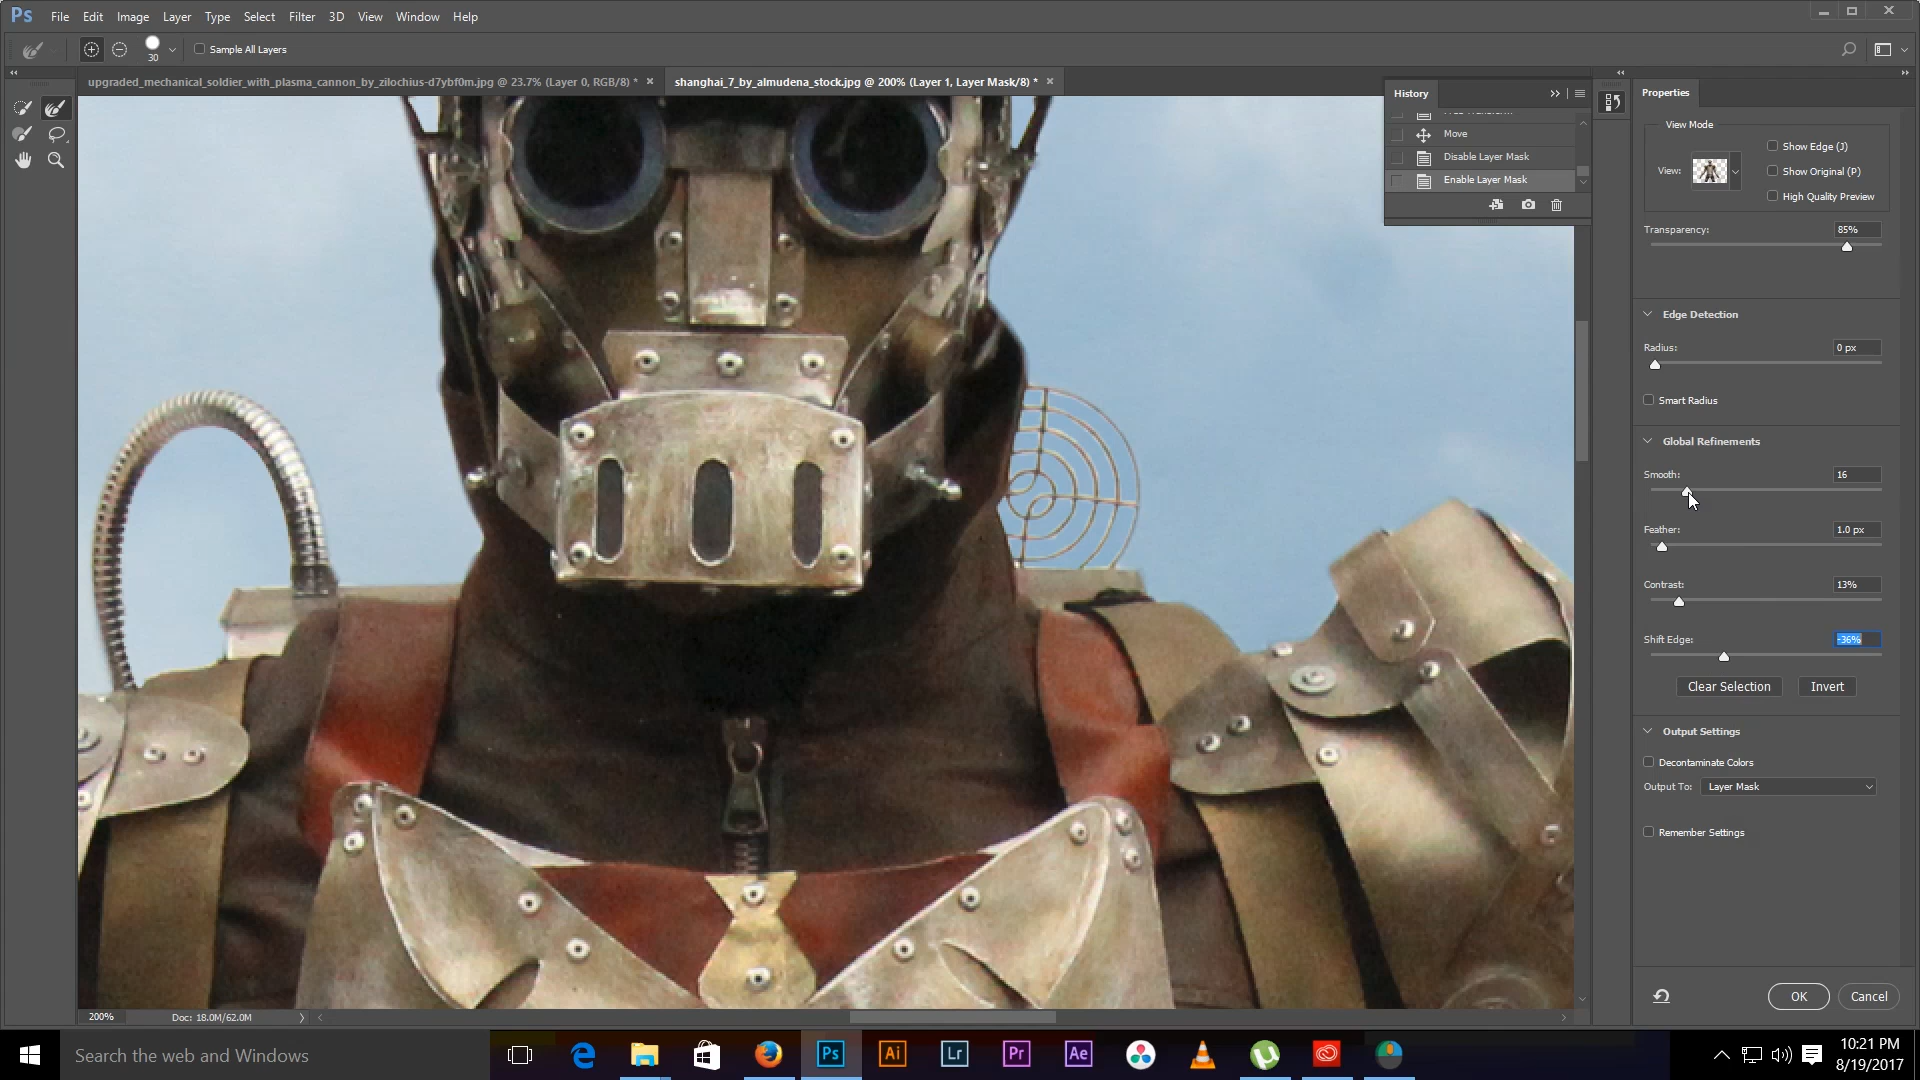 Ps File Edit Image Layer Type Select Filter 3D View Window Help
30 Sample All Layers
upgraded_mechanical_soldier_with_plasma_cannon_by_zilochius-d7ybf0m.jpg @ 23.7% (Layer 0, RGB/8) *
shanghai_7_by_almudena_stock.jpg @ 200% (Layer 1, Layer Mask/8) *
History
Move
Disable Layer Mask
Enable Layer Mask
Properties
View Mode
View:
Show Edge (J)
Show Original (P)
High Quality Preview
Transparency: 85%
Edge Detection
Radius: 0 px
Smart Radius
Global Refinements
Smooth: 16
Feather: 1.0 px
Contrast: 13%
Shift Edge: -36%
Clear Selection Invert
Output Settings
Decontaminate Colors
Output To: Layer Mask
Remember Settings
OK Cancel
200% Doc: 18.0M/62.0M
Search the web and Windows
Ps Ai Lr Pr Ae
10:21 PM
8/19/2017